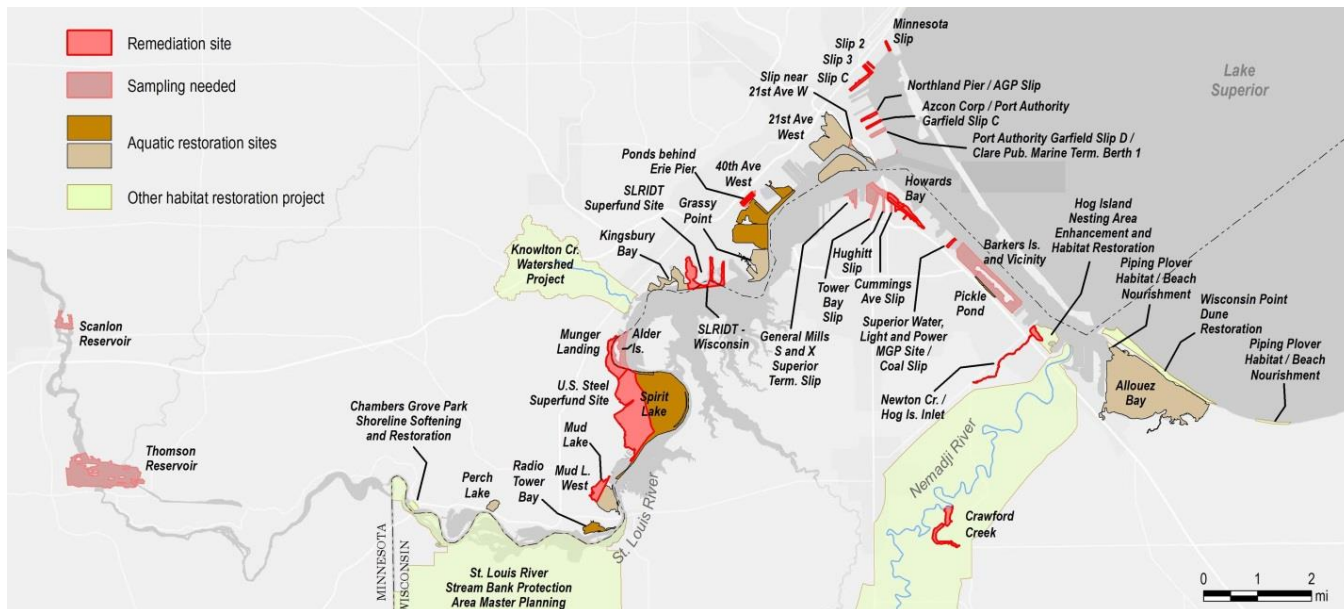 Remediation site
Sampling needed
Aquatic restoration sites
Other habitat restoration project
Minnesota
Slip
Slip 2
Slip 3
Slip C
Slip near
21st Ave W
21st Ave
West
Northland Pier / AGP Slip
Azcon Corp / Port Authority
Garfield Slip C
Port Authority Garfield Slip D /
Clare Pub. Marine Term. Berth 1
Lake
Superior
Ponds behind
Erie Pier
40th Ave
West
SLRIDT
Superfund Site
Grassy
Point
Kingsbury
Bay
Knowlton Cr.
Watershed
Project
Howards
Bay
Hog Island
Nesting Area
Enhancement and
Habitat Restoration
Barkers Is.
and Vicinity
Piping Plover
Habitat / Beach
Nourishment
Wisconsin Point
Dune
Restoration
Piping Plover
Habitat / Beach
Nourishment
Hughitt
Slip
Cummings
Ave Slip
Tower
Bay
Slip
Pickle
Pond
General Mills
S and X
Superior
Term. Slip
Superior Water,
Light and Power
MGP Site /
Coal Slip
SLRIDT -
Wisconsin
Newton Cr. /
Hog Is. Inlet
Allouez
Bay
Scanlon
Reservoir
Munger
Landing
Alder
Is.
U.S. Steel
Superfund Site
Spirit
Lake
Chambers Grove Park
Shoreline Softening
and Restoration
Mud
Lake
Mud L.
West
Radio
Tower
Bay
Perch
Lake
Thomson
Reservoir
St. Louis River
Nemadji River
Crawford
Creek
MINNESOTA
WISCONSIN
St. Louis River
Stream Bank Protection
Area Master Planning
0 1 2
mi